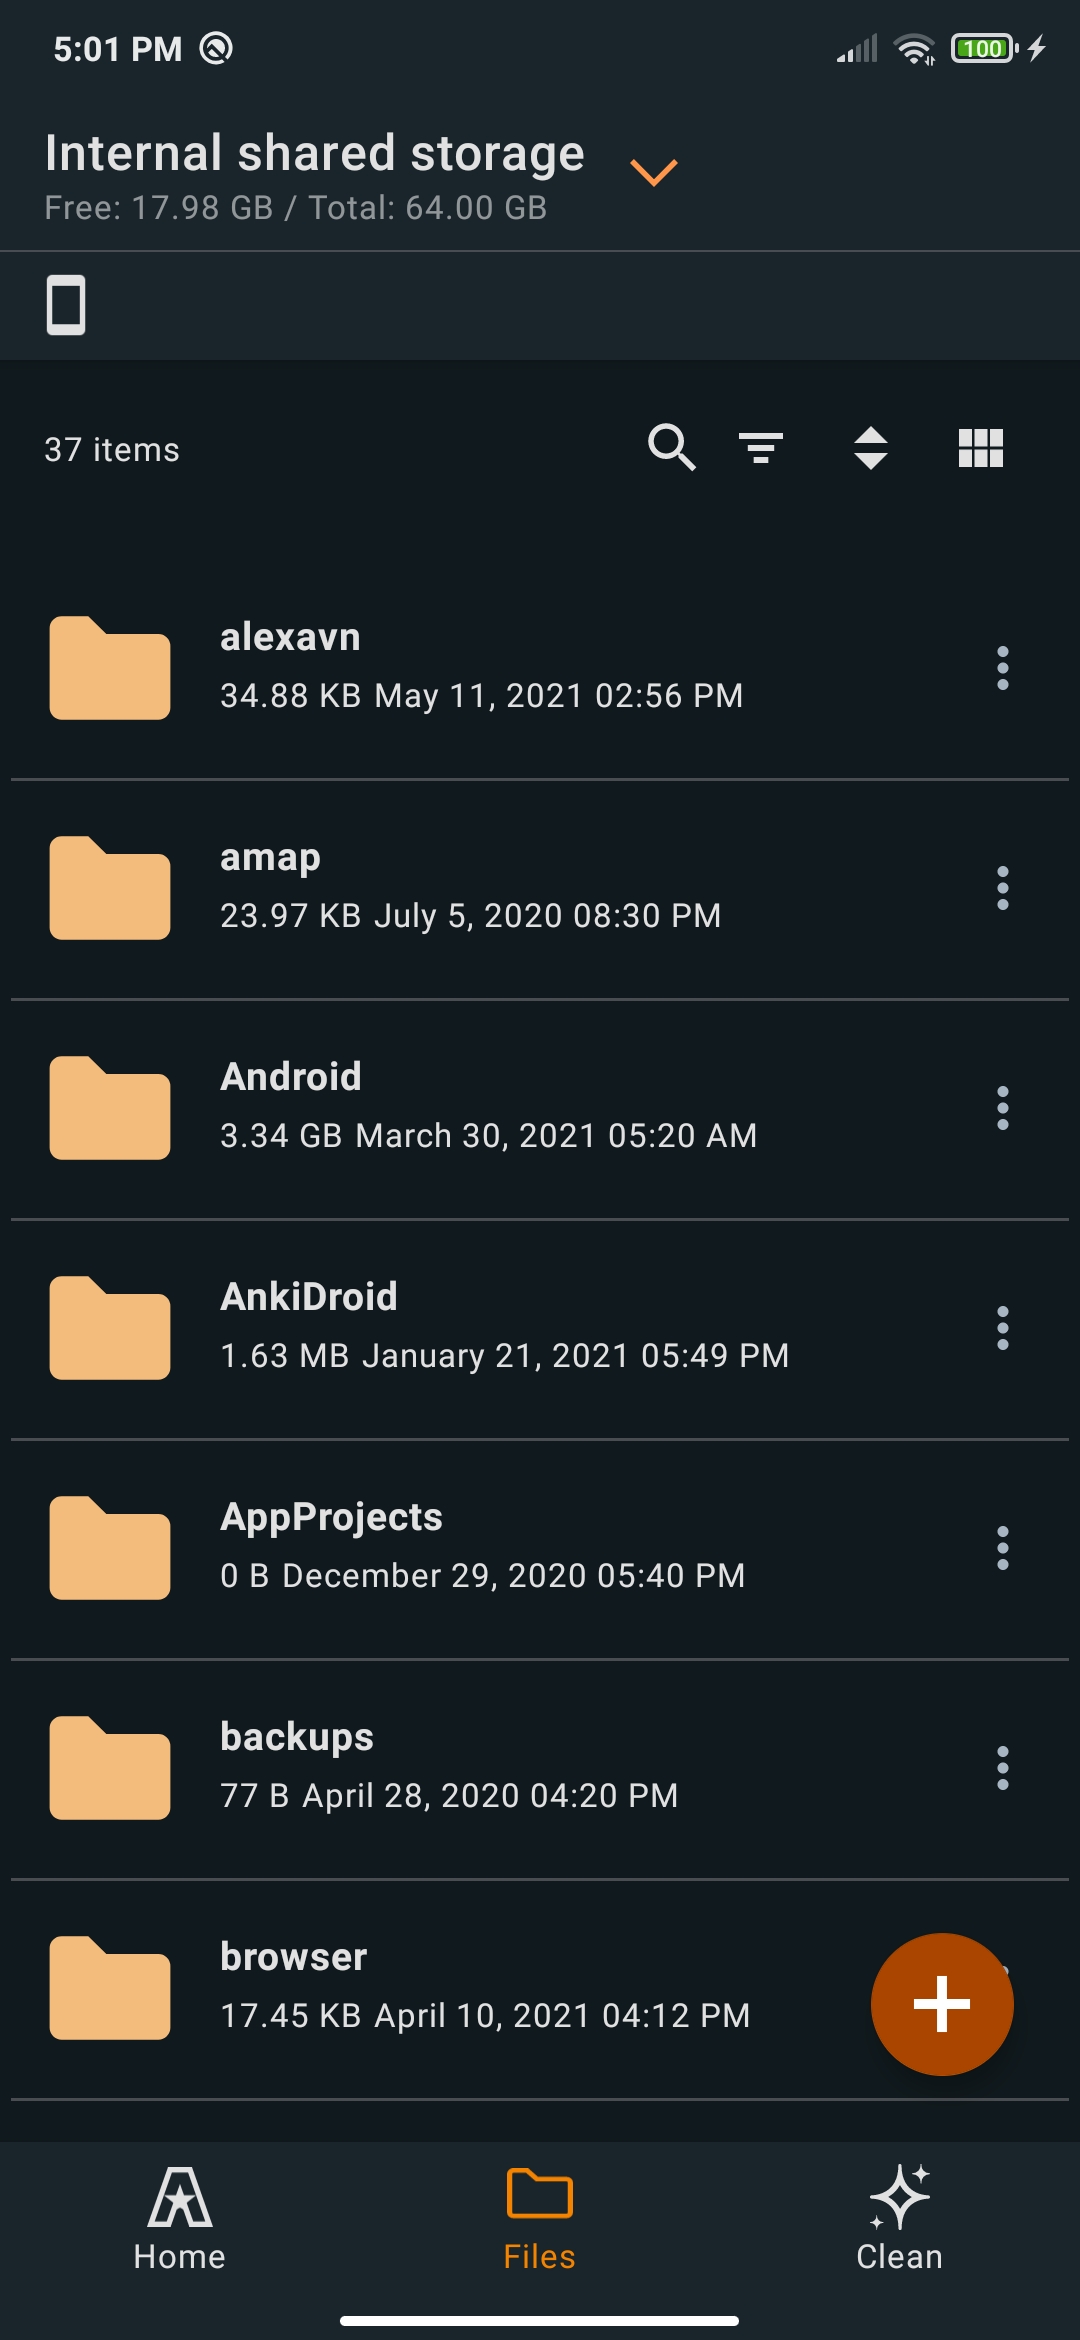 5:01 PM
100
Internal shared storage
Free: 17.98 GB / Total: 64.00 GB
37 items
alexavn
34.88 KB May 11, 2021 02:56 PM
amap
23.97 KB July 5, 2020 08:30 PM
Android
3.34 GB March 30, 2021 05:20 AM
AnkiDroid
1.63 MB January 21, 2021 05:49 PM
AppProjects
0 B December 29, 2020 05:40 PM
backups
77 B April 28, 2020 04:20 PM
browser
17.45 KB April 10, 2021 04:12 PM
Home
Files
Clean